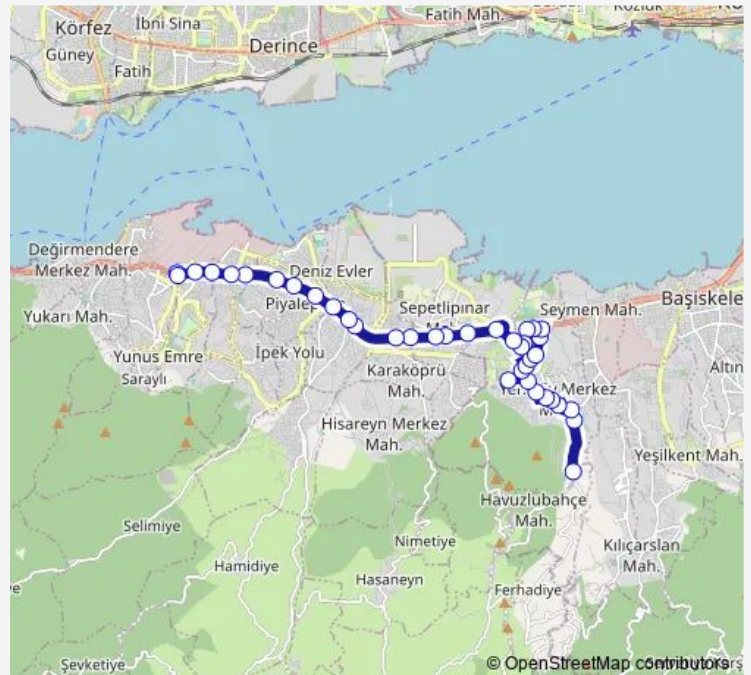 Fatih Mah.
Körfez
İbni Sina
Derince
Güney
Fatih
Değirmendere
Merkez Mah.
Deniz Evler
Yukarı Mah.
Sepetlipınar
Seymen Mah.
Başiskele
Yunus Emre
İpek Yolu
Saraylı
Karaköprü
Mah.
Merkez
Hisareyn Merkez
Mah.
Yeşilkent Mah.
Havuzlubahçe
Mah.
Selimiye
Nimetiye
Kılıçarslan
Mah.
Hamidiye
Hasaneyn
Ferhadiye
Şevketiye
© OpenStreetMap contributors